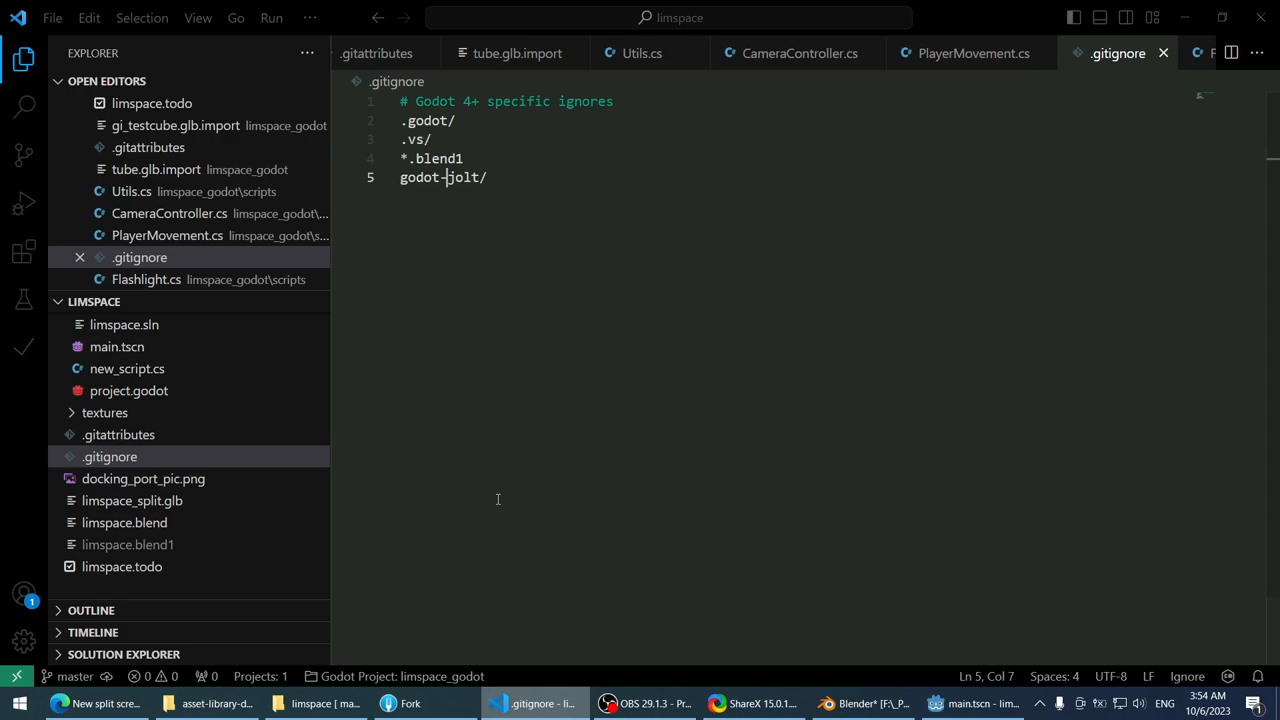 File Edit Selection View Go Run ··· limspace
EXPLORER ···
.gitattributes tube.glb.import Utils.cs CameraController.cs PlayerMovement.cs .gitignore
OPEN EDITORS
limspace.todo
gi_testcube.glb.import limspace_godot
.gitattributes
tube.glb.import limspace_godot
Utils.cs limspace_godot\scripts
CameraController.cs limspace_godot\...
PlayerMovement.cs limspace_godot\s...
.gitignore
Flashlight.cs limspace_godot\scripts
LIMSPACE
limspace.sln
main.tscn
new_script.cs
project.godot
textures
.gitattributes
.gitignore
docking_port_pic.png
limspace_split.glb
limspace.blend
limspace.blend1
limspace.todo
OUTLINE
TIMELINE
SOLUTION EXPLORER
.gitignore
1 # Godot 4+ specific ignores
2 .godot/
3 .vs/
4 *.blend1
5 godot-jolt/
1
master 0 0 0 Projects: 1 Godot Project: limspace_godot Ln 5, Col 7 Spaces: 4 UTF-8 LF Ignore
New split scre... asset-library-d... limspace [ ma... Fork .gitignore - li... OBS 29.1.3 - Pr... ShareX 15.0.1... Blender* [F:\_P... main.tscn - lim... ENG
3:54 AM
10/6/2023
1